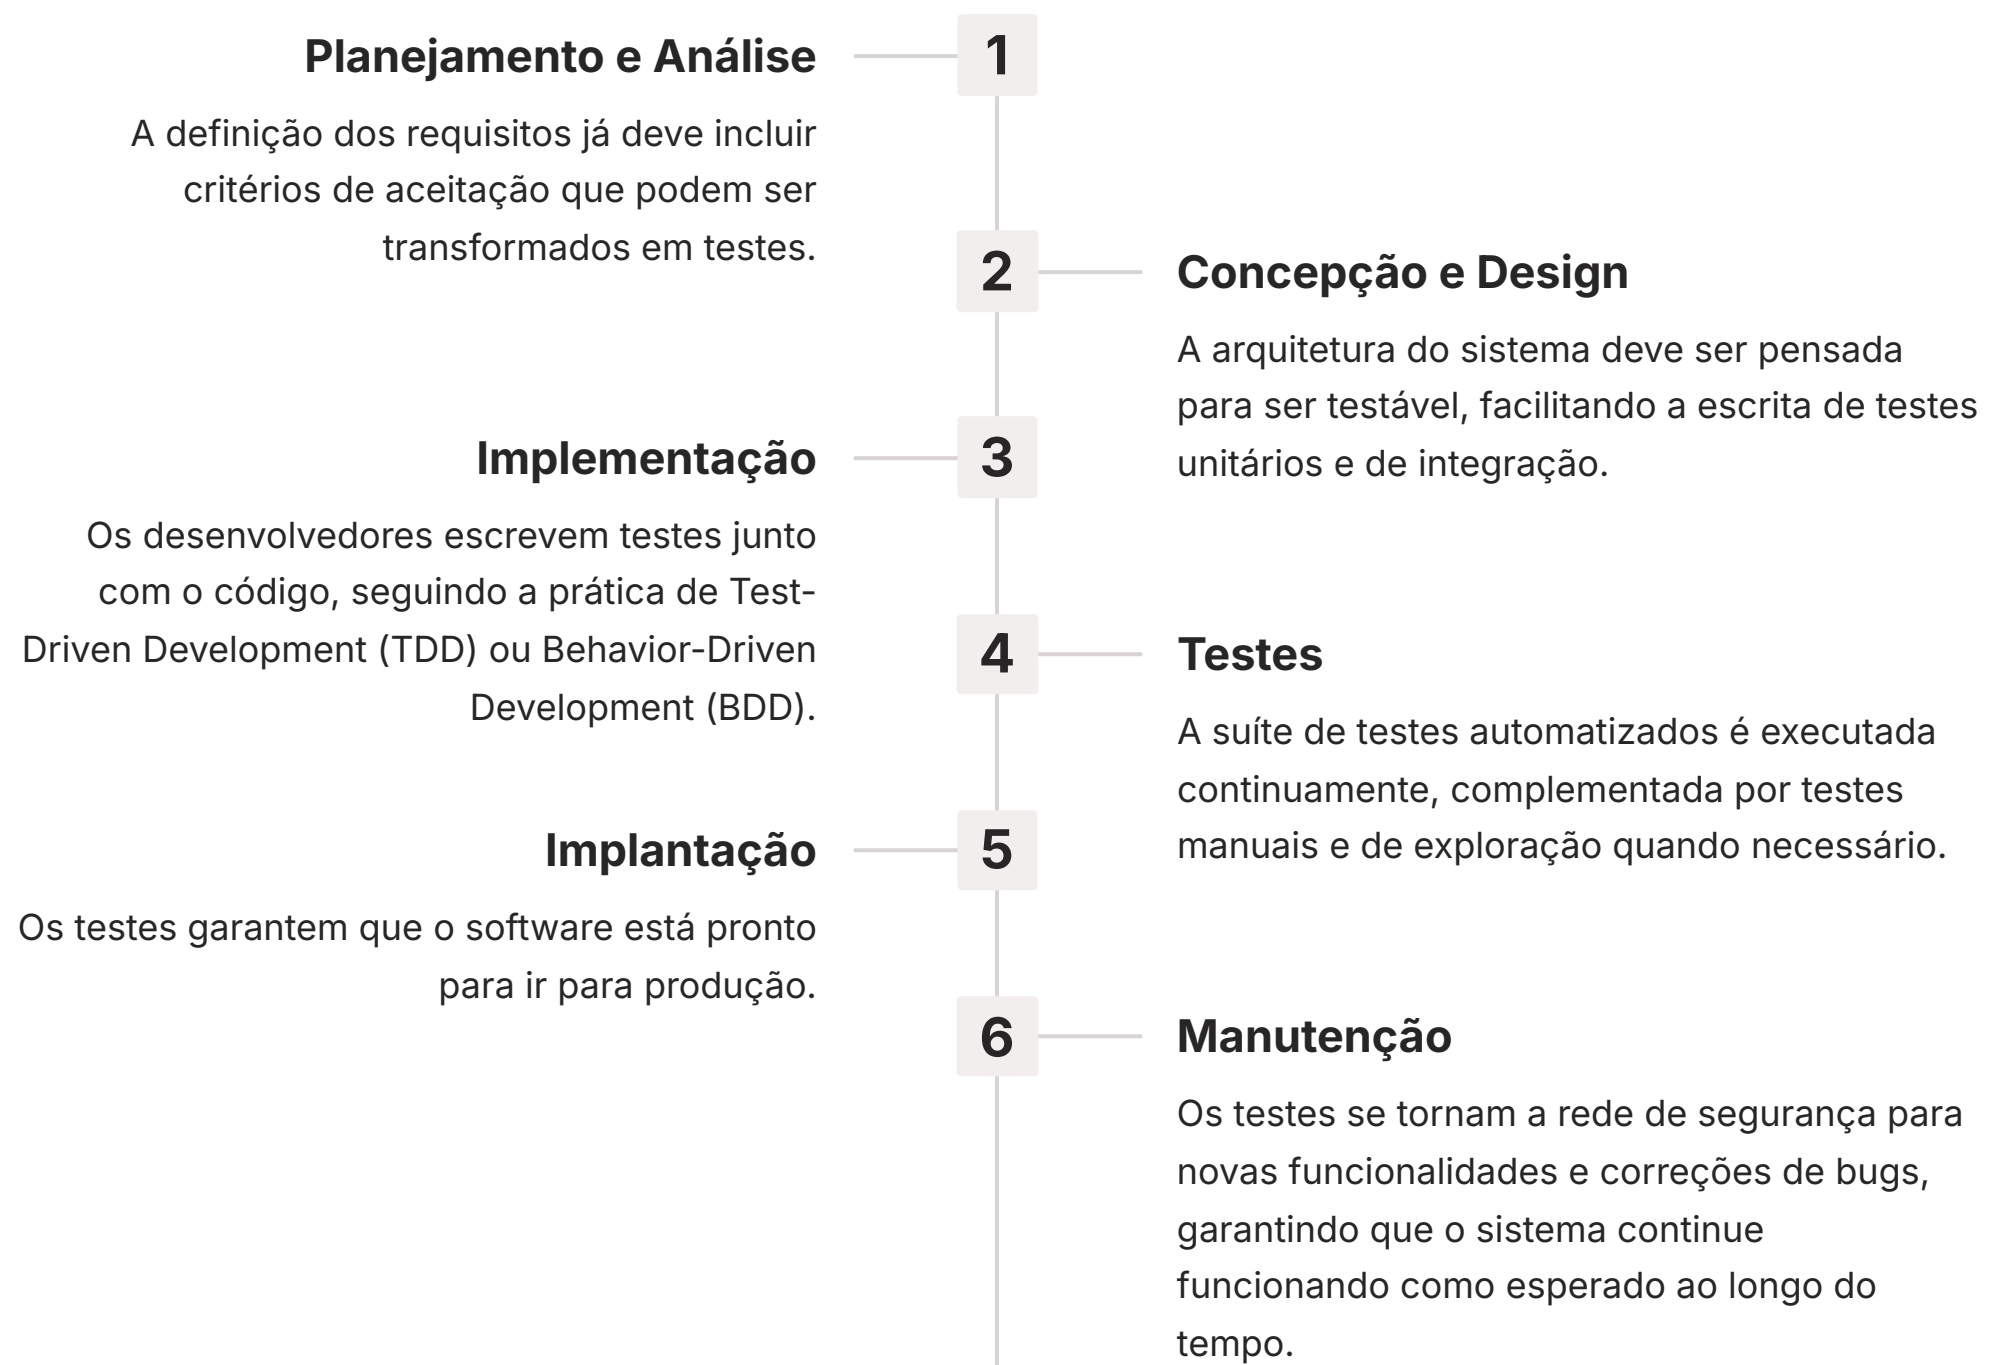 Planejamento e Análise
1
A definição dos requisitos já deve incluir
critérios de aceitação que podem ser
transformados em testes.
2
Concepção e Design
A arquitetura do sistema deve ser pensada
para ser testável, facilitando a escrita de testes
unitários e de integração.
Implementação
3
Os desenvolvedores escrevem testes junto
com o código, seguindo a prática de Test-
Driven Development (TDD) ou Behavior-Driven
Development (BDD).
4
Testes
A suíte de testes automatizados é executada
continuamente, complementada por testes
manuais e de exploração quando necessário.
Implantação
5
Os testes garantem que o software está pronto
para ir para produção.
6
Manutenção
Os testes se tornam a rede de segurança para
novas funcionalidades e correções de bugs,
garantindo que o sistema continue
funcionando como esperado ao longo do
tempo.